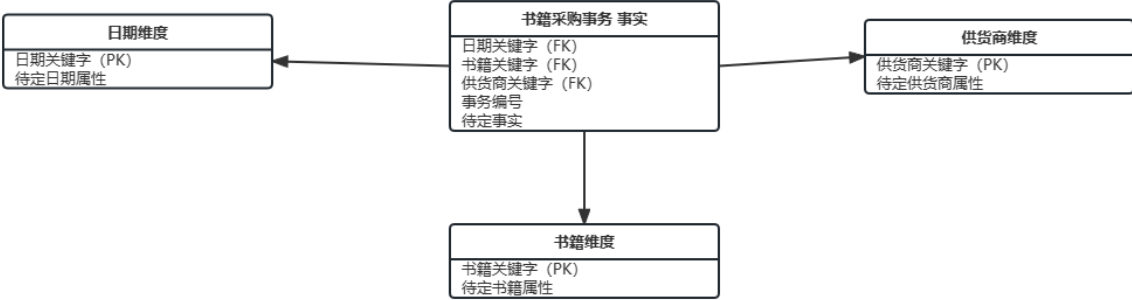 日期维度
日期关键字（PK）
待定日期属性
书籍采购事务 事实
日期关键字（FK）
书籍关键字（FK）
供货商关键字（FK）
事务编号
待定事实
供货商维度
供货商关键字（PK）
待定供货商属性
书籍维度
书籍关键字（PK）
待定书籍属性